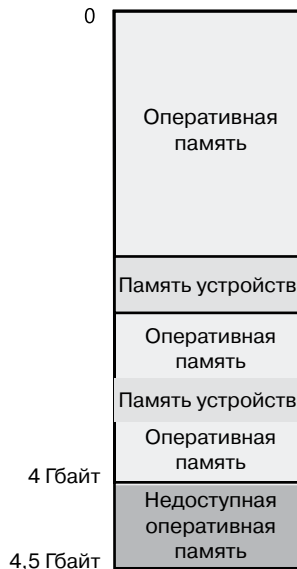 0
Оперативная
память
Память устройств
Оперативная
память
Память устройств
Оперативная
память
4 Гбайт
Недоступная
оперативная
память
4,5 Гбайт